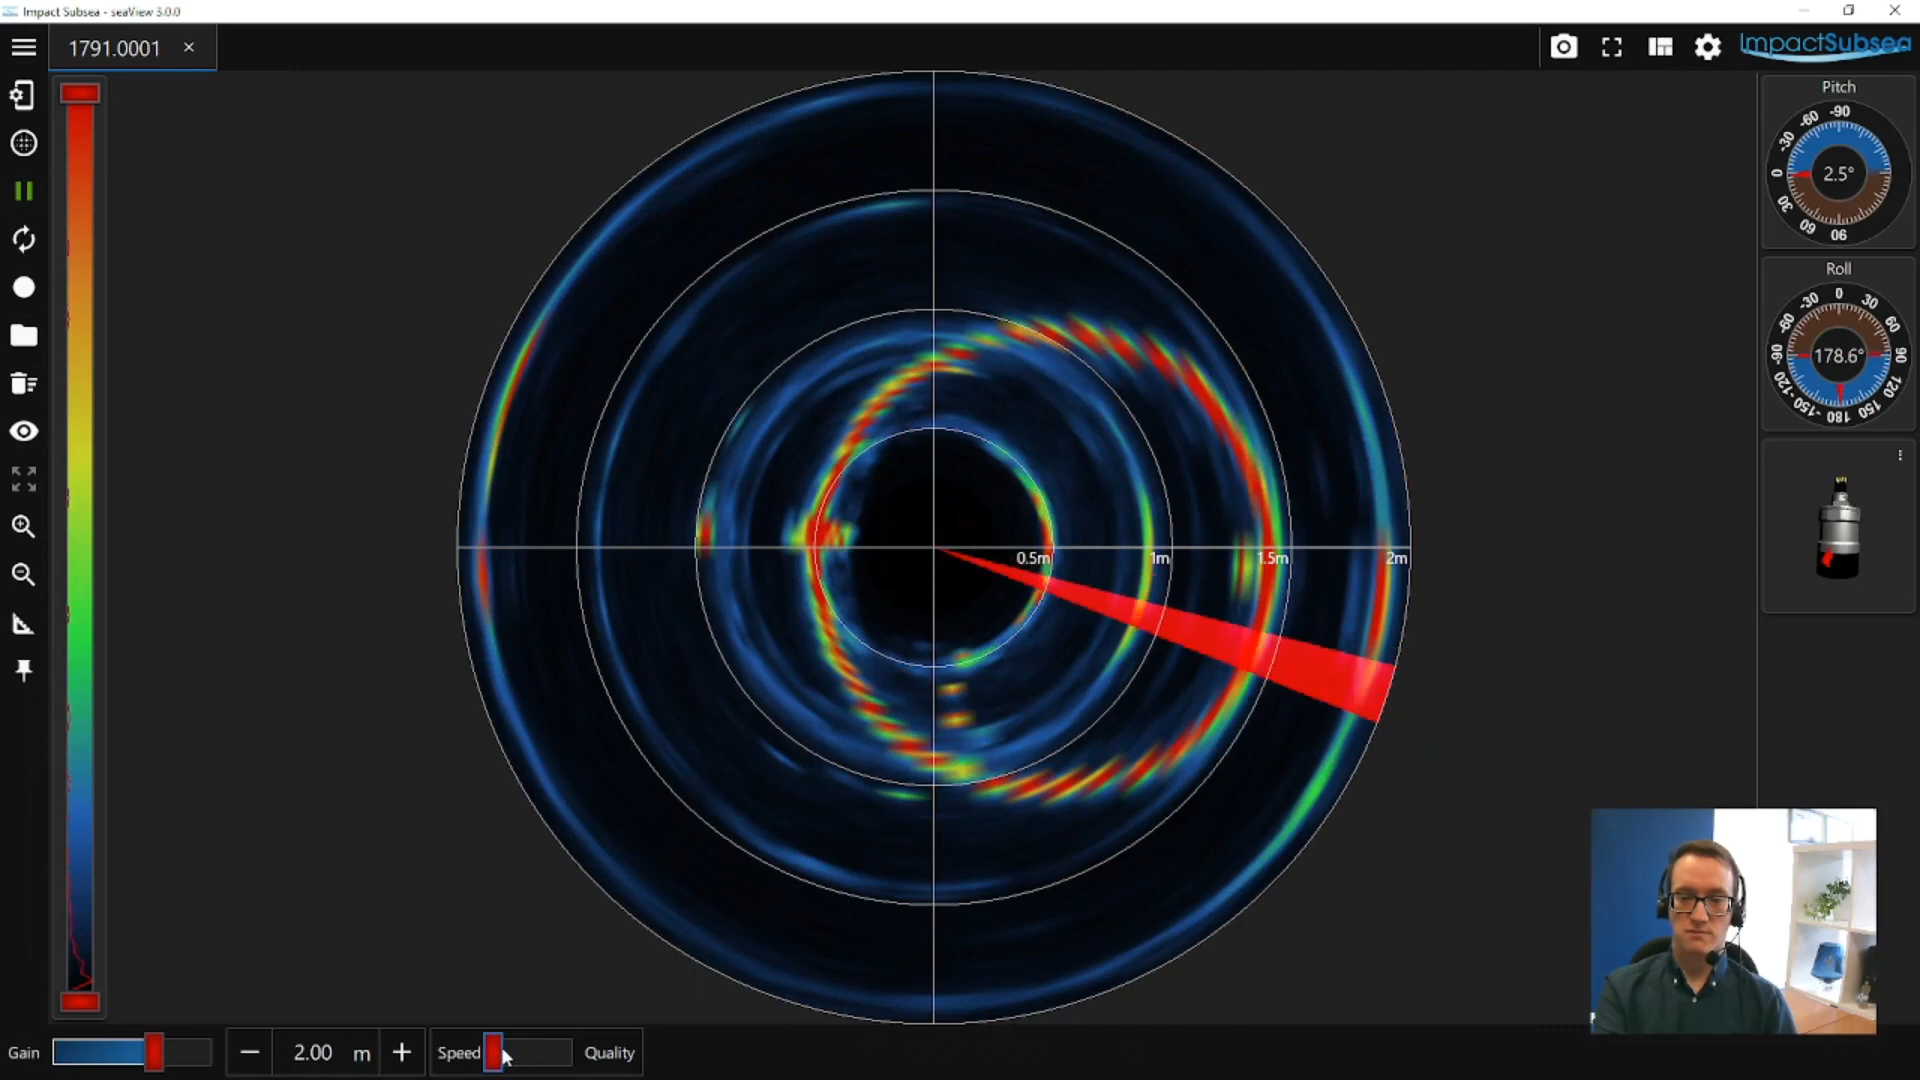 Impact Subsea - seaView 3.0.0
1791.0001
ImpactSubsea
Pitch
-90
-60
-30
0
30
60
90
2.5°
Roll
-30 0 30
-60 60
-90 90
-120 120
-150 180 150
178.6°
0.5m 1m 1.5m 2m
Gain
2.00 m
Speed Quality